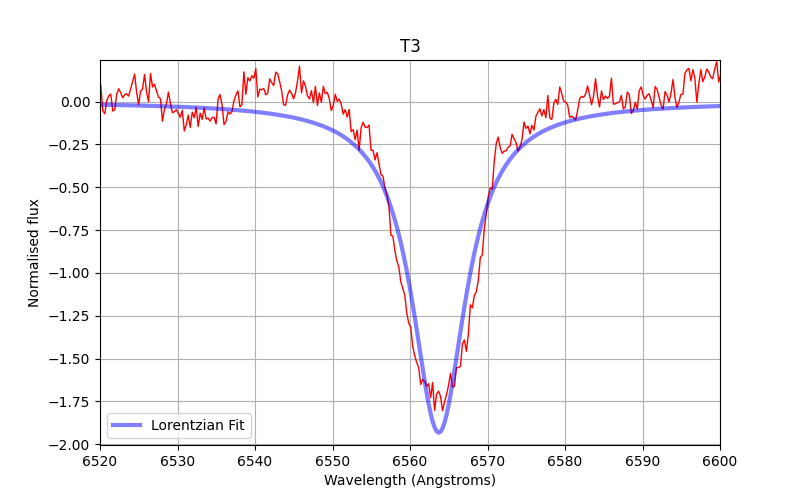 T3
Normalised flux
0.00
−0.25
−0.50
−0.75
−1.00
−1.25
−1.50
−1.75
−2.00
Lorentzian Fit
6520 6530 6540 6550 6560 6570 6580 6590 6600
Wavelength (Angstroms)